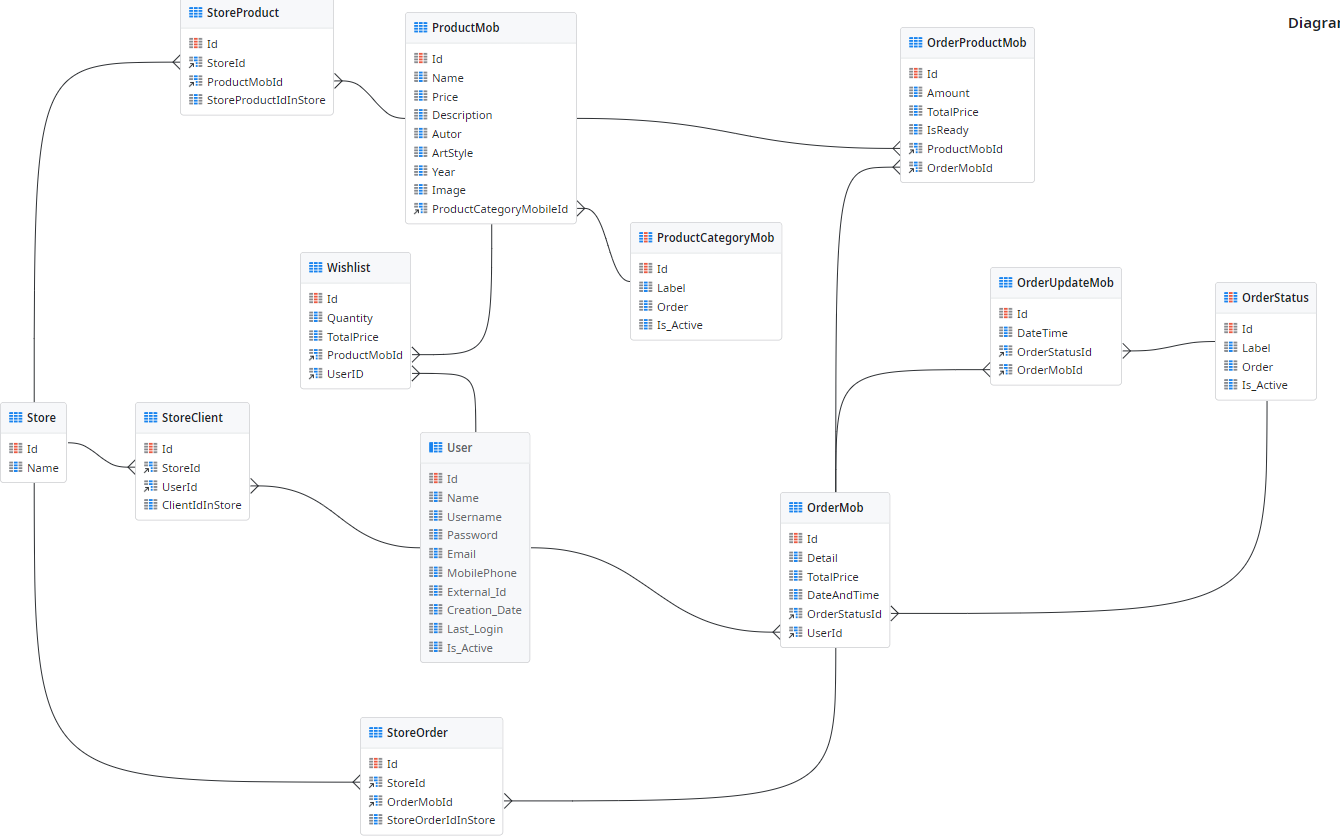 StoreProduct
Id
StoreId
ProductMobId
StoreProductIdInStore
ProductMob
Id
Name
Price
Description
Autor
ArtStyle
Year
Image
ProductCategoryMobileId
OrderProductMob
Id
Amount
TotalPrice
IsReady
ProductMobId
OrderMobId
Diagrar
ProductCategoryMob
Id
Label
Order
Is_Active
Wishlist
Id
Quantity
TotalPrice
ProductMobId
UserID
OrderUpdateMob
Id
DateTime
OrderStatusId
OrderMobId
OrderStatus
Id
Label
Order
Is_Active
Store
Id
Name
StoreClient
Id
StoreId
UserId
ClientIdInStore
User
Id
Name
Username
Password
Email
MobilePhone
External_Id
Creation_Date
Last_Login
Is_Active
OrderMob
Id
Detail
TotalPrice
DateAndTime
OrderStatusId
UserId
StoreOrder
Id
StoreId
OrderMobId
StoreOrderIdInStore